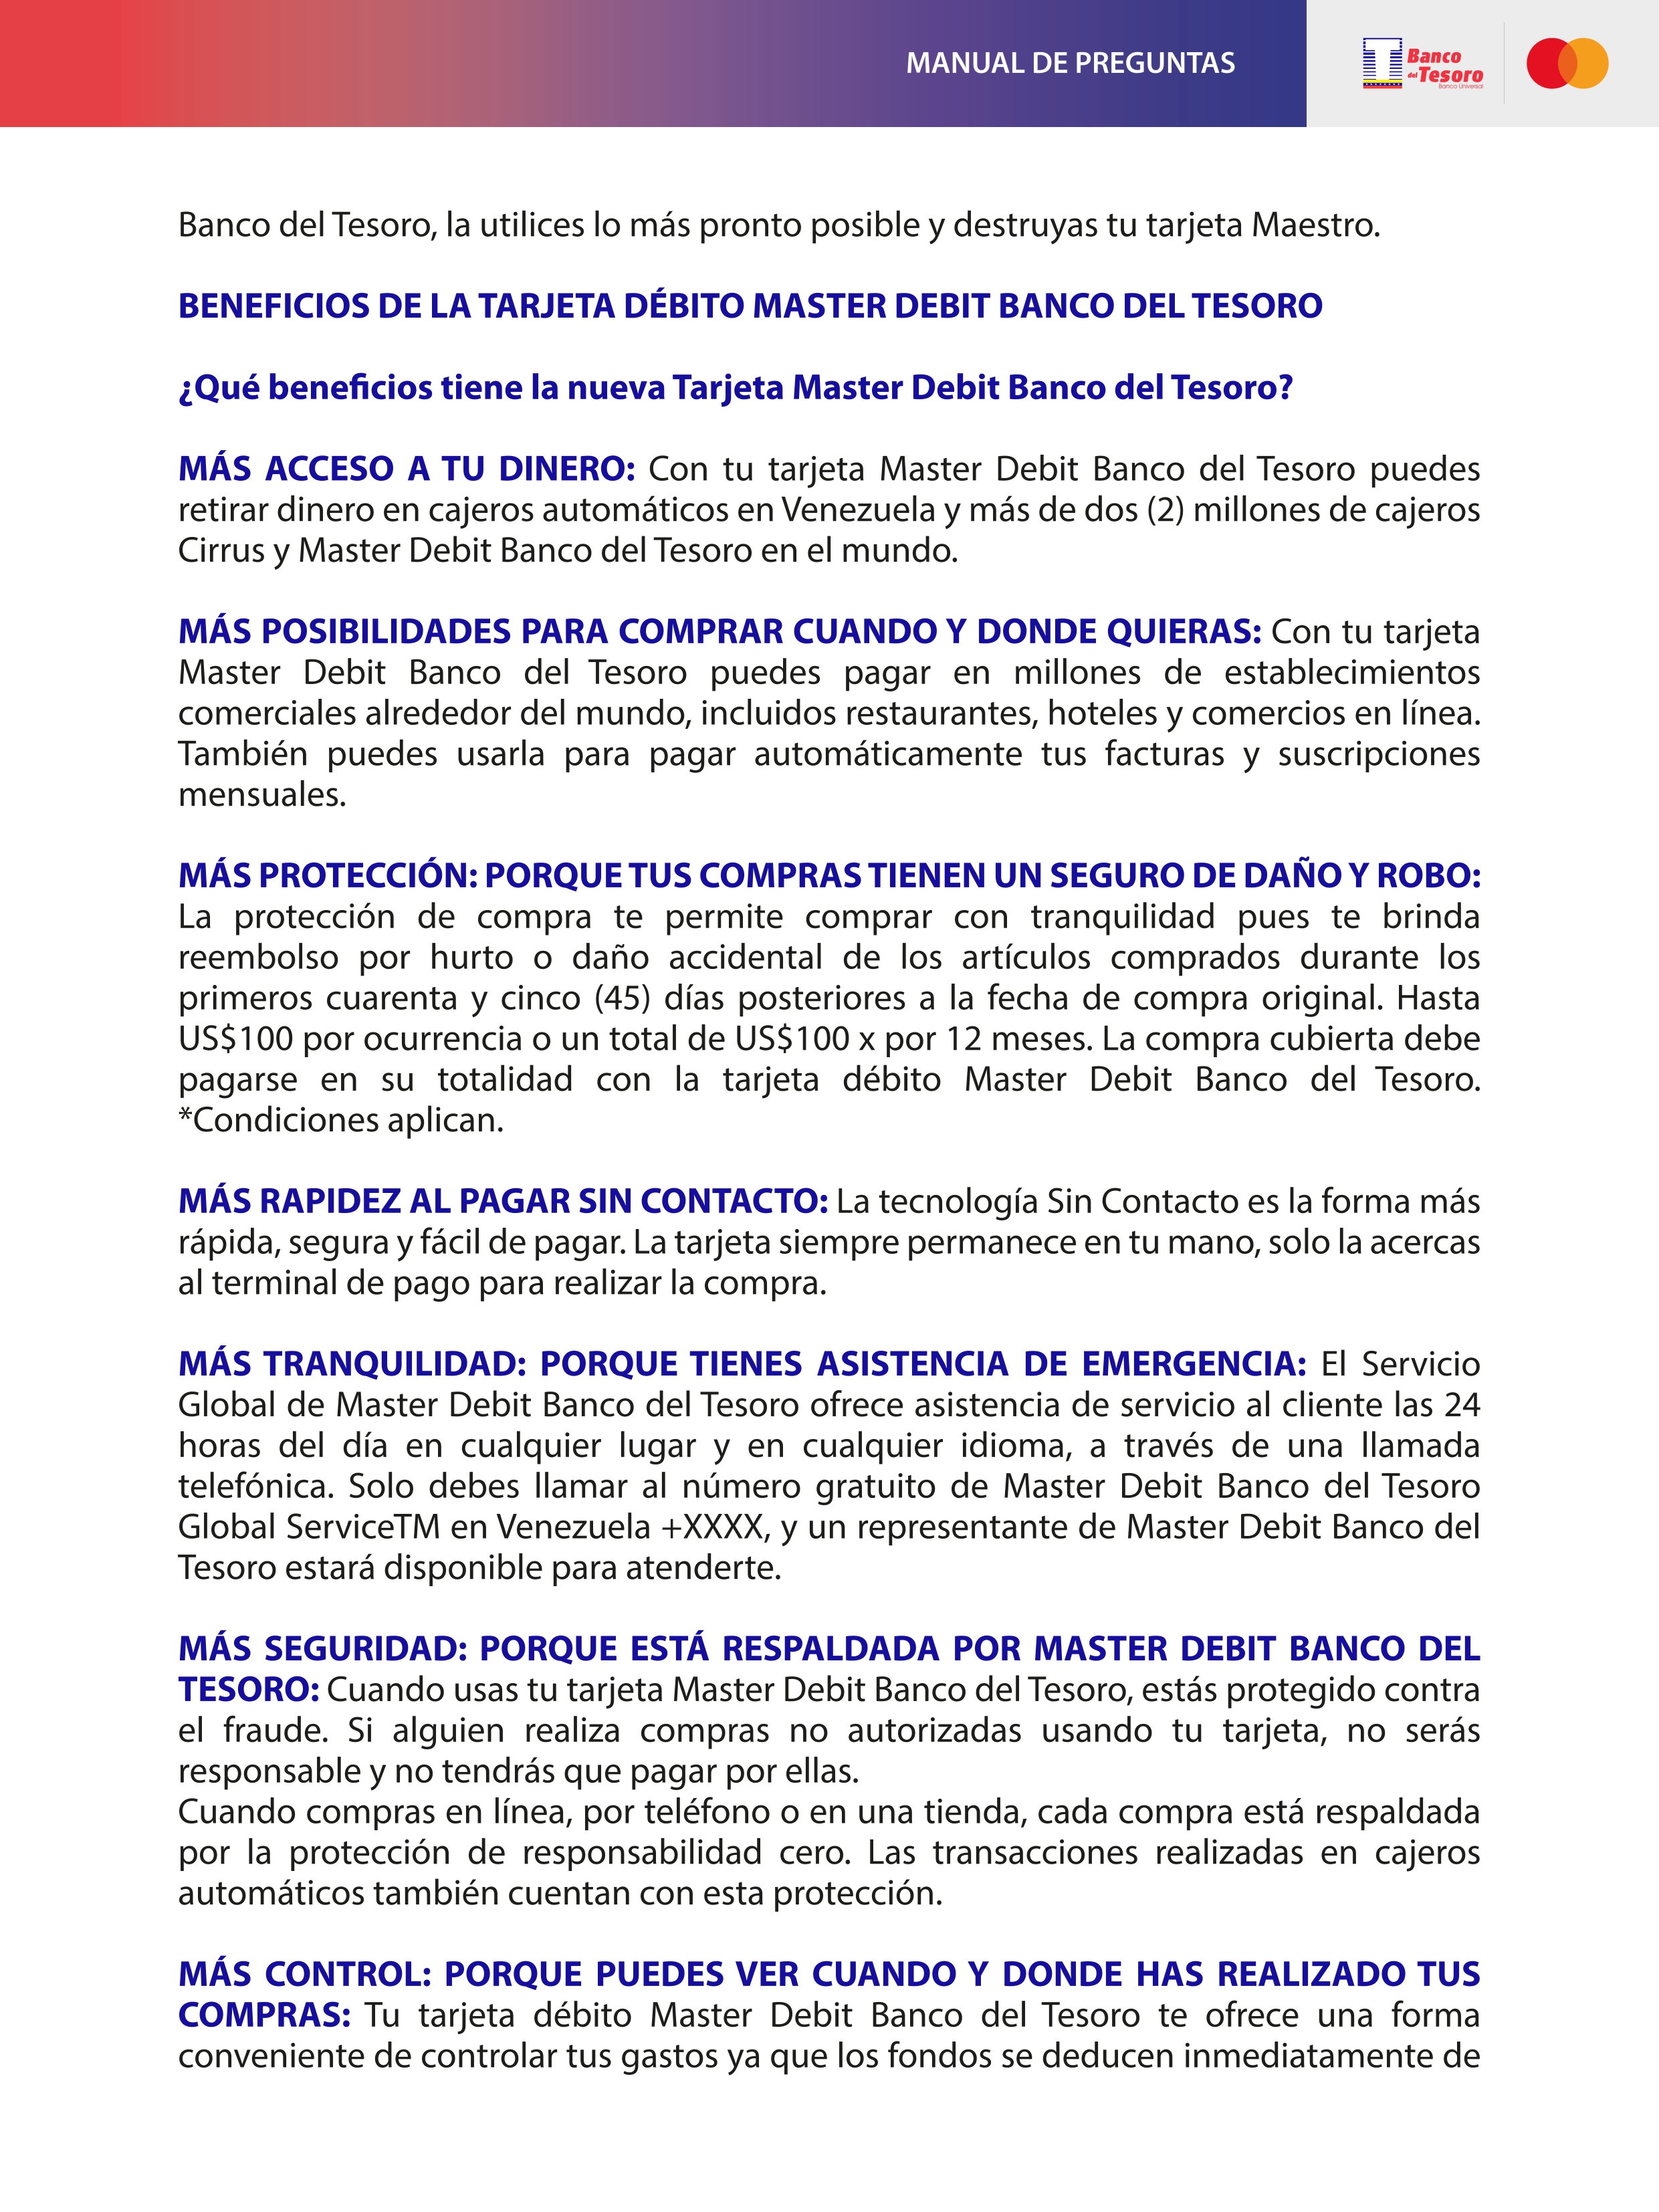 MANUAL DE PREGUNTAS
Banco
del Tesoro
Banco Universal
Banco del Tesoro, la utilices lo más pronto posible y destruyas tu tarjeta Maestro.
BENEFICIOS DE LA TARJETA DÉBITO MASTER DEBIT BANCO DEL TESORO
¿Qué beneficios tiene la nueva Tarjeta Master Debit Banco del Tesoro?
MÁS ACCESO A TU DINERO: Con tu tarjeta Master Debit Banco del Tesoro puedes
retirar dinero en cajeros automáticos en Venezuela y más de dos (2) millones de cajeros
Cirrus y Master Debit Banco del Tesoro en el mundo.
MÁS POSIBILIDADES PARA COMPRAR CUANDO Y DONDE QUIERAS: Con tu tarjeta
Master Debit Banco del Tesoro puedes pagar en millones de establecimientos
comerciales alrededor del mundo, incluidos restaurantes, hoteles y comercios en línea.
También puedes usarla para pagar automáticamente tus facturas y suscripciones
mensuales.
MÁS PROTECCIÓN: PORQUE TUS COMPRAS TIENEN UN SEGURO DE DAÑO Y ROBO:
La protección de compra te permite comprar con tranquilidad pues te brinda
reembolso por hurto o daño accidental de los artículos comprados durante los
primeros cuarenta y cinco (45) días posteriores a la fecha de compra original. Hasta
US$100 por ocurrencia o un total de US$100 x por 12 meses. La compra cubierta debe
pagarse en su totalidad con la tarjeta débito Master Debit Banco del Tesoro.
*Condiciones aplican.
MÁS RAPIDEZ AL PAGAR SIN CONTACTO: La tecnología Sin Contacto es la forma más
rápida, segura y fácil de pagar. La tarjeta siempre permanece en tu mano, solo la acercas
al terminal de pago para realizar la compra.
MÁS TRANQUILIDAD: PORQUE TIENES ASISTENCIA DE EMERGENCIA: El Servicio
Global de Master Debit Banco del Tesoro ofrece asistencia de servicio al cliente las 24
horas del día en cualquier lugar y en cualquier idioma, a través de una llamada
telefónica. Solo debes llamar al número gratuito de Master Debit Banco del Tesoro
Global ServiceTM en Venezuela +XXXX, y un representante de Master Debit Banco del
Tesoro estará disponible para atenderte.
MÁS SEGURIDAD: PORQUE ESTÁ RESPALDADA POR MASTER DEBIT BANCO DEL
TESORO: Cuando usas tu tarjeta Master Debit Banco del Tesoro, estás protegido contra
el fraude. Si alguien realiza compras no autorizadas usando tu tarjeta, no serás
responsable y no tendrás que pagar por ellas.
Cuando compras en línea, por teléfono o en una tienda, cada compra está respaldada
por la protección de responsabilidad cero. Las transacciones realizadas en cajeros
automáticos también cuentan con esta protección.
MÁS CONTROL: PORQUE PUEDES VER CUANDO Y DONDE HAS REALIZADO TUS
COMPRAS: Tu tarjeta débito Master Debit Banco del Tesoro te ofrece una forma
conveniente de controlar tus gastos ya que los fondos se deducen inmediatamente de